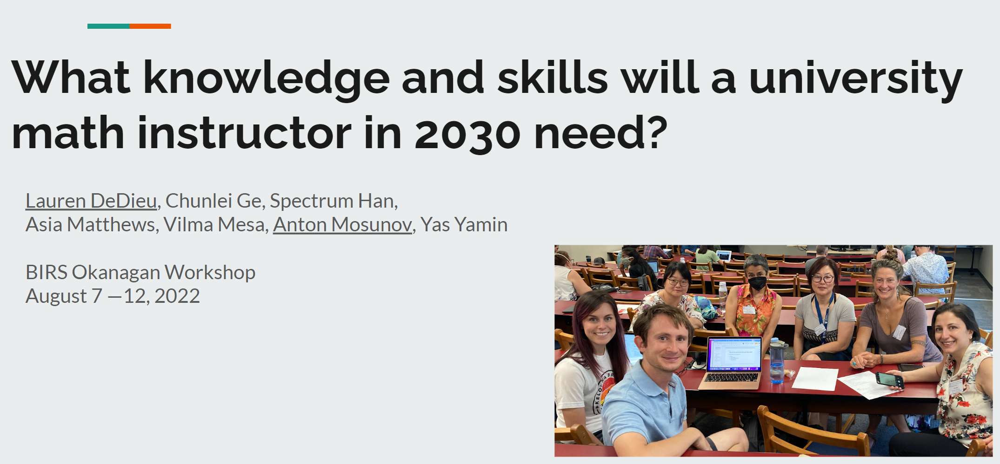 What knowledge and skills will a university
math instructor in 2030 need?
Lauren DeDieu, Chunlei Ge, Spectrum Han,
Asia Matthews, Vilma Mesa, Anton Mosunov, Yas Yamin
BIRS Okanagan Workshop
August 7 —12, 2022